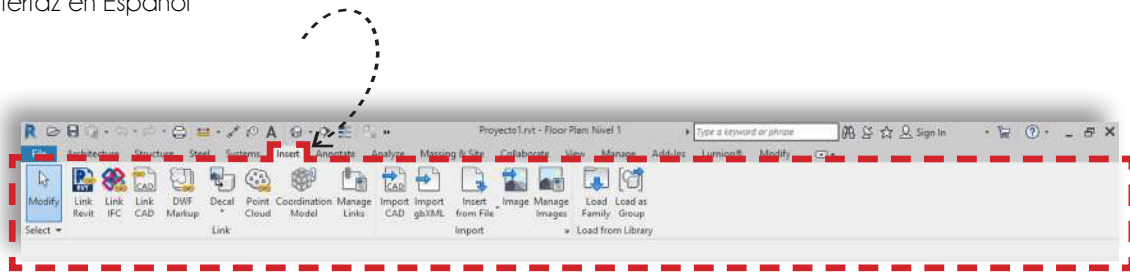 terfaz en Español
Proyecto1.rvt - Floor Plan: Nivel 1
Type a keyword or phrase
Sign In
File Architecture Structure Steel Systems Insert Annotate Analyze Massing & Site Collaborate View Manage Add-Ins Lumion® Modify
Modify
Link Revit
Link IFC
Link CAD
DWF Markup
Decal
Point Cloud
Coordination Model
Manage Links
Import CAD
Import gbXML
Insert from File
Image
Manage Images
Load Family
Load as Group
Select
Link
Import
Load from Library